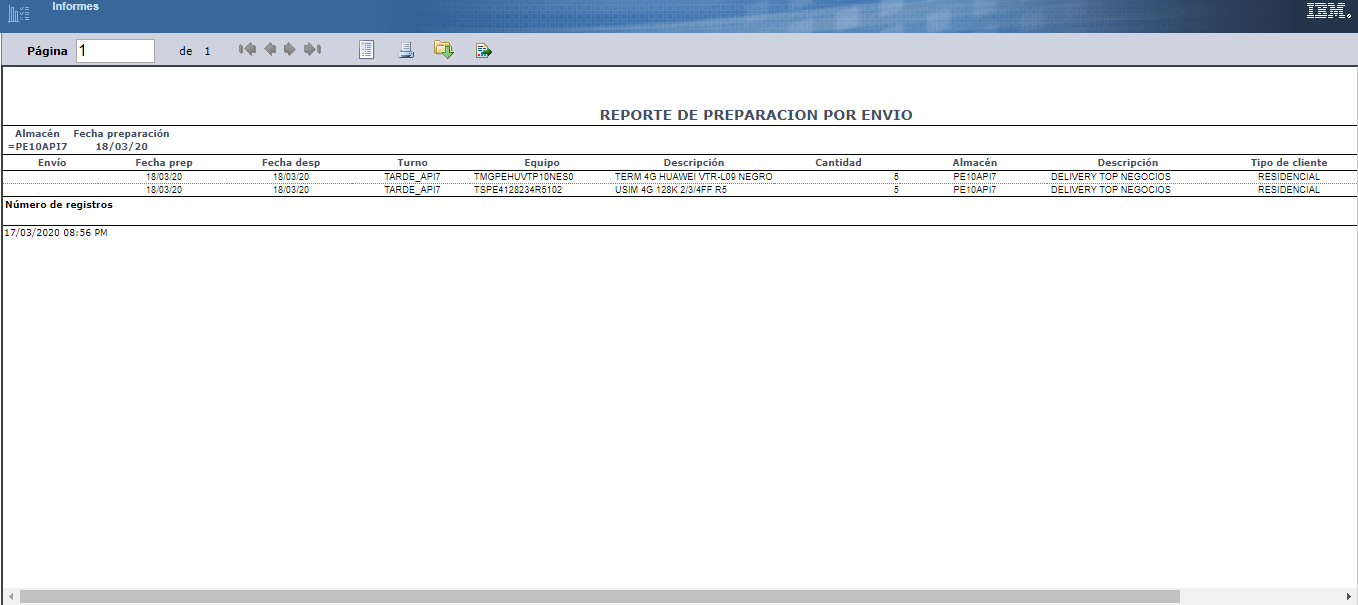 Informes
IBM.
Página 1 de 1
REPORTE DE PREPARACION POR ENVIO
Almacén Fecha preparación
=PE10API7 18/03/20
Envío Fecha prep Fecha desp Turno Equipo Descripción Cantidad Almacén Descripción Tipo de cliente
18/03/20 18/03/20 TARDE_API7 TMGPEHUVTP10NES0 TERM 4G HUAWEI VTR-L09 NEGRO 5 PE10API7 DELIVERY TOP NEGOCIOS RESIDENCIAL
18/03/20 18/03/20 TARDE_API7 TSPE4128234R5102 USIM 4G 128K 2/3/4FF R5 5 PE10API7 DELIVERY TOP NEGOCIOS RESIDENCIAL
Número de registros
17/03/2020 08:56 PM